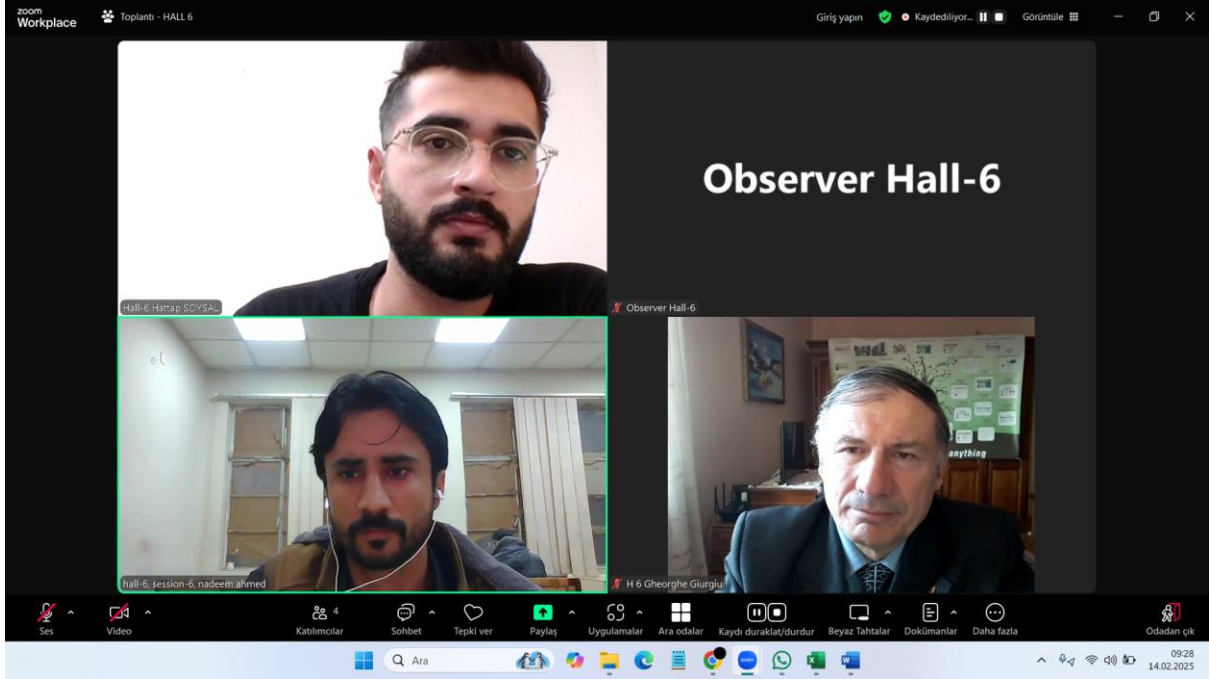 zoom
Workplace
Toplantı - HALL 6
Giriş yapın
Kaydediliyor...
Görüntüle
Observer Hall-6
Hall-6 Hattap SOYSAL
Observer Hall-6
anything
hall-6, session-6, nadeem ahmed
H 6 Gheorghe Giurgiu
4
Ses
Video
Katılımcılar
Sohbet
Tepki ver
Paylaş
Uygulamalar
Ara odalar
Kaydı duraklat/durdur
Beyaz Tahtalar
Dokümanlar
Daha fazla
Odadan çık
Ara
zoom
09:28
14.02.2025